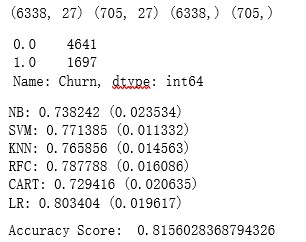 (6338, 27) (705, 27) (6338,) (705,)
0.0    4641
1.0    1697
Name: Churn, dtype: int64
NB: 0.738242 (0.023534)
SVM: 0.771385 (0.011332)
KNN: 0.765856 (0.014563)
RFC: 0.787788 (0.016086)
CART: 0.729416 (0.020635)
LR: 0.803404 (0.019617)
Accuracy Score:  0.8156028368794326